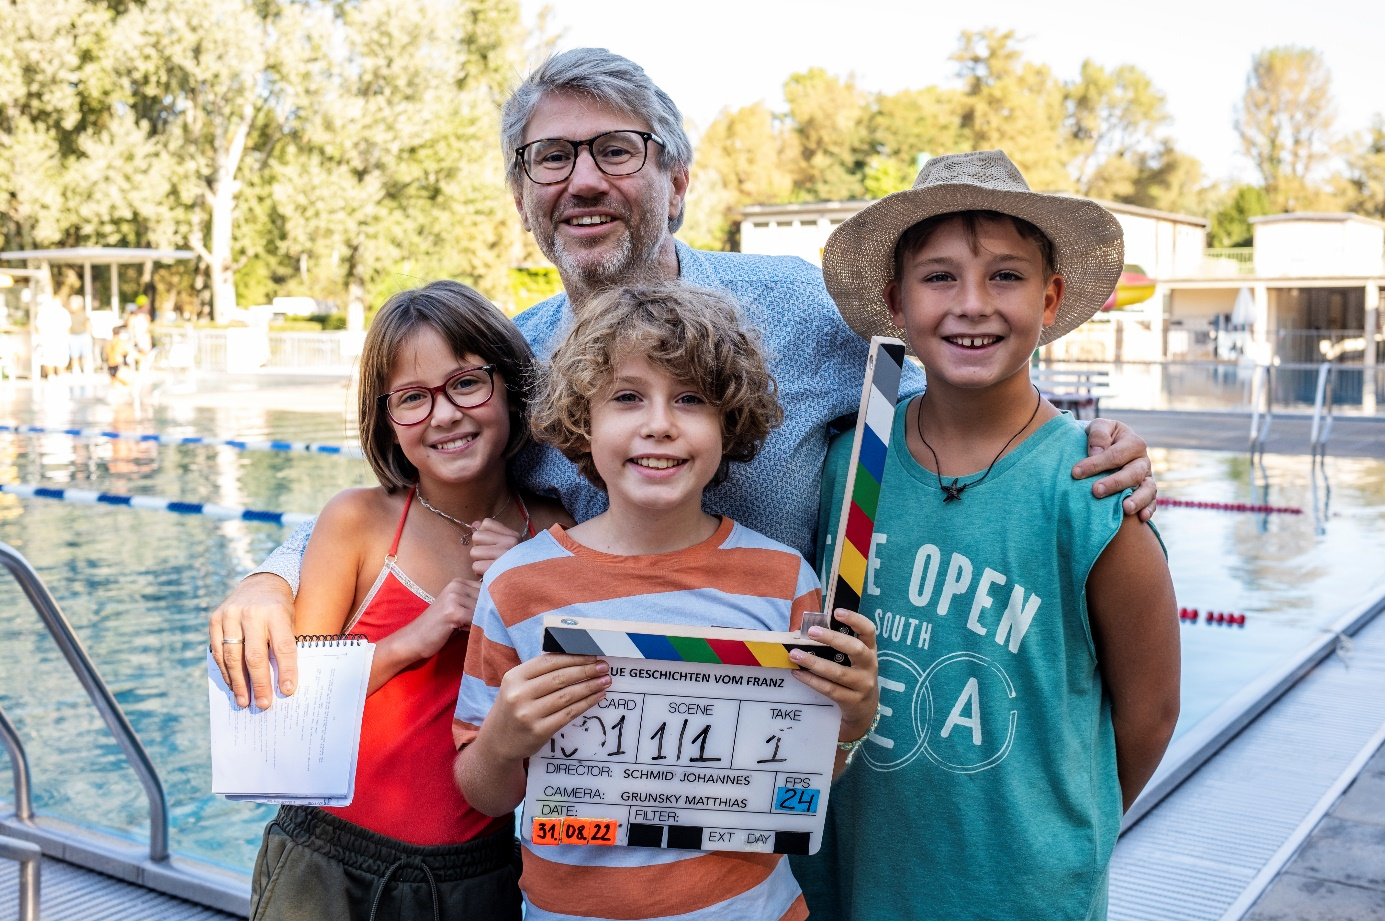 UE GESCHICHTEN VOM FRANZ
CARD SCENE TAKE
1/1 1
DIRECTOR: SCHMID JOHANNES
FPS
24
CAMERA: GRUNSKY MATTHIAS
DATE: FILTER:
31.08.22
EXT DAY
E OPEN
SOUTH
E A